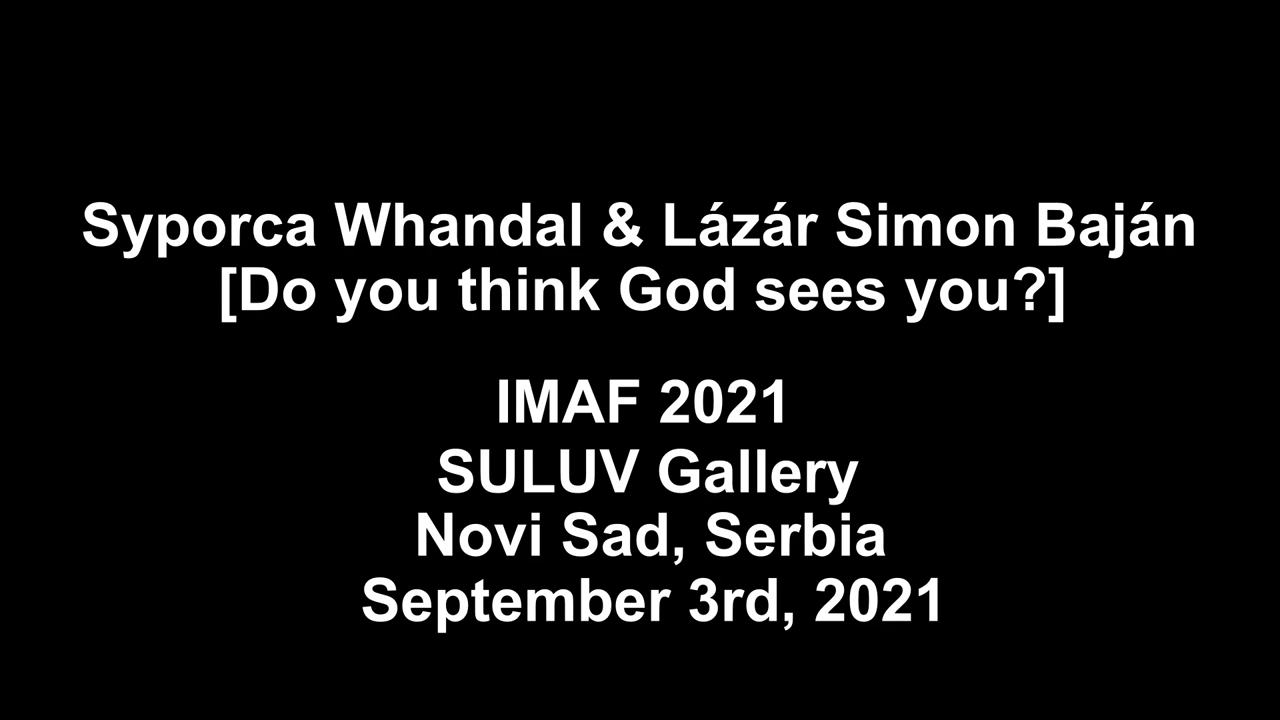 Syporca Whandal & Lázár Simon Baján
[Do you think God sees you?]
IMAF 2021
SULUV Gallery
Novi Sad, Serbia
September 3rd, 2021